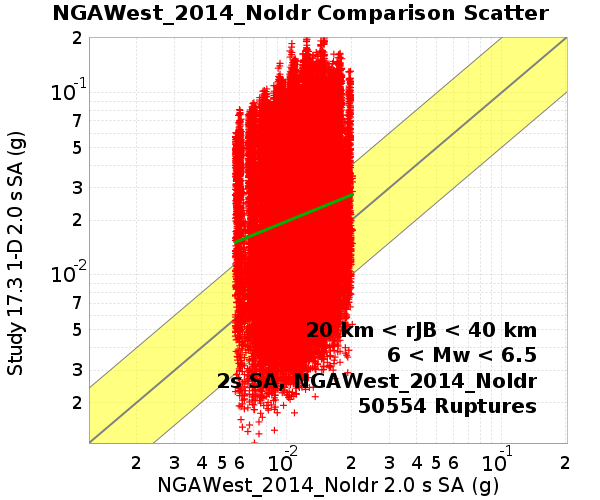 NGAWest_2014_NoIdr Comparison Scatter
Study 17.3 1-D 2.0 s SA (g)
2
10-1
7
5
3
2
10-2
7
5
3
2
20 km < rJB < 40 km
6 < Mw < 6.5
2s SA, NGAWest_2014_NoIdr
50554 Ruptures
2 3 4 5 6 10-2 2 3 4 5 6 10-1 2
NGAWest_2014_NoIdr 2.0 s SA (g)